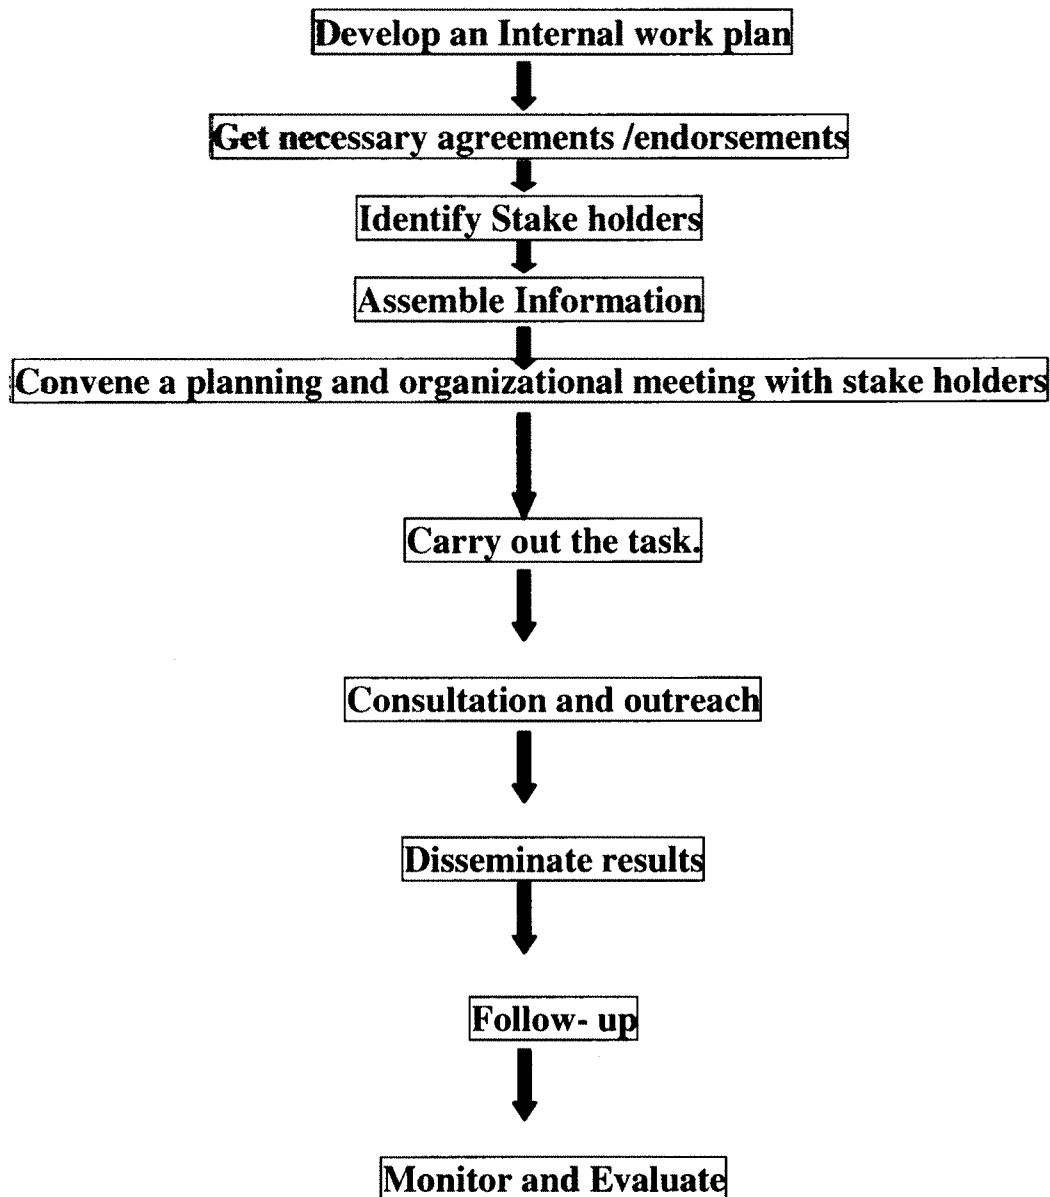 Develop an Internal work plan
Get necessary agreements /endorsements
Identify Stake holders
Assemble Information
Convene a planning and organizational meeting with stake holders
Carry out the task.
Consultation and outreach
Disseminate results
Follow- up
Monitor and Evaluate